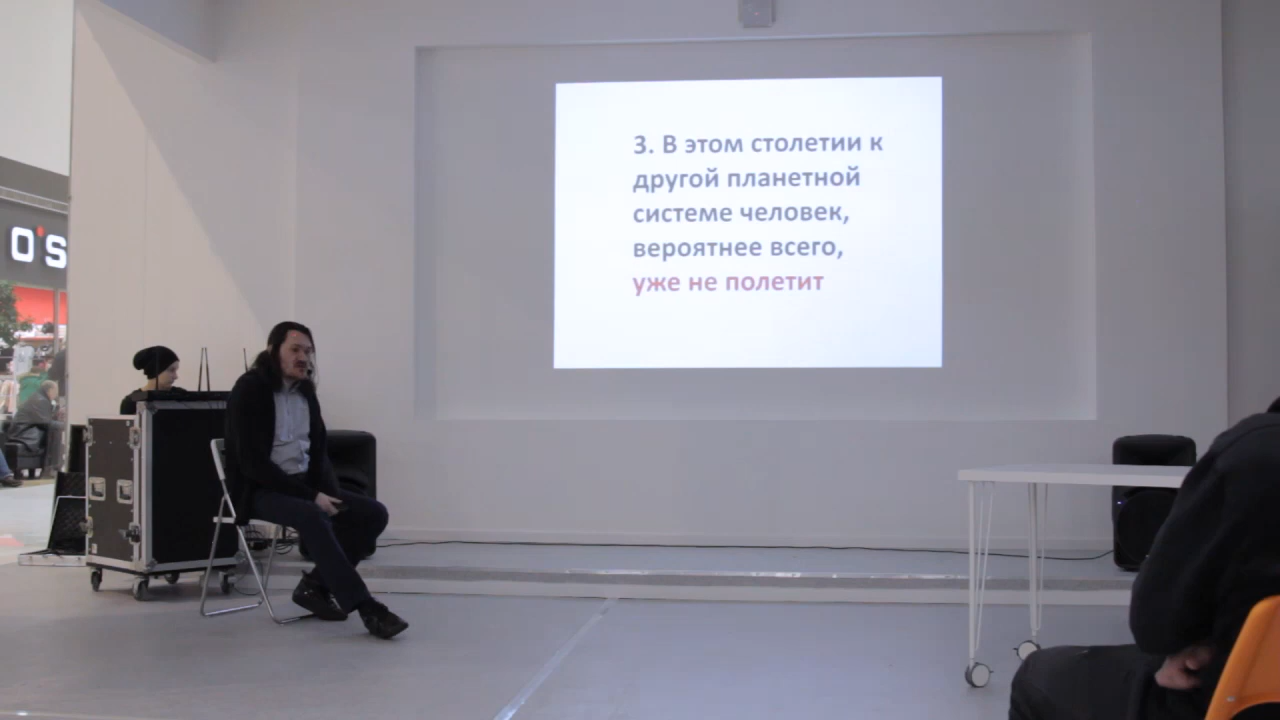 3. В этом столетии к
другой планетной
системе человек,
вероятнее всего,
уже не полетит
O'S